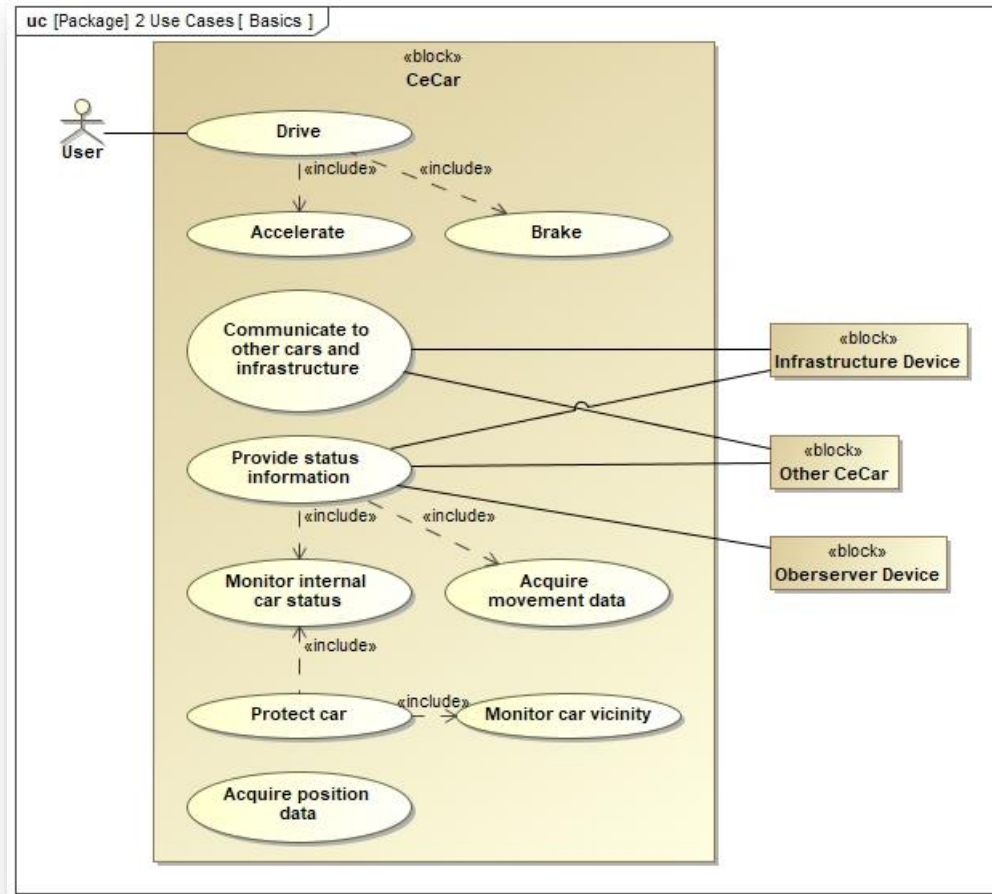 uc [Package] 2 Use Cases [ Basics ]
«block»
CeCar
User
Drive
«include»
«include»
Accelerate
Brake
Communicate to
other cars and
infrastructure
«block»
Infrastructure Device
«block»
Other CeCar
Provide status
information
«include»
«include»
«block»
Oberserver Device
Monitor internal
car status
Acquire
movement data
«include»
Protect car
«include»
Monitor car vicinity
Acquire position
data